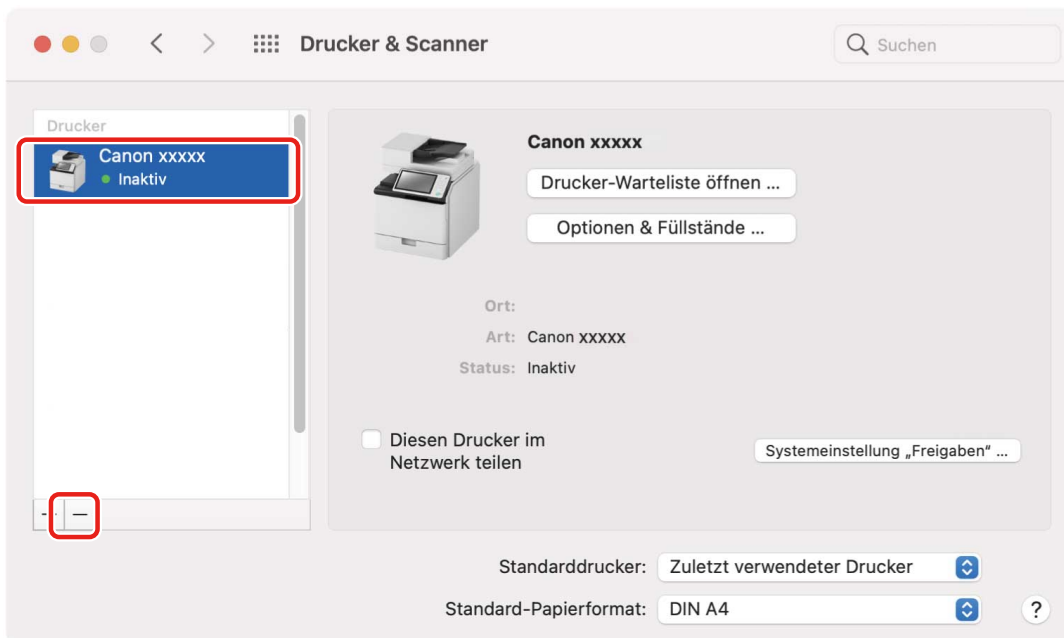 Drucker & Scanner
Suchen
Drucker
Canon xxxxx
Inaktiv
Canon xxxxx
Drucker-Warteliste öffnen ...
Optionen & Füllstände ...
Ort:
Art: Canon xxxxx
Status: Inaktiv
Diesen Drucker im
Netzwerk teilen
Systemeinstellung „Freigaben“ ...
Standarddrucker: Zuletzt verwendeter Drucker
Standard-Papierformat: DIN A4
?